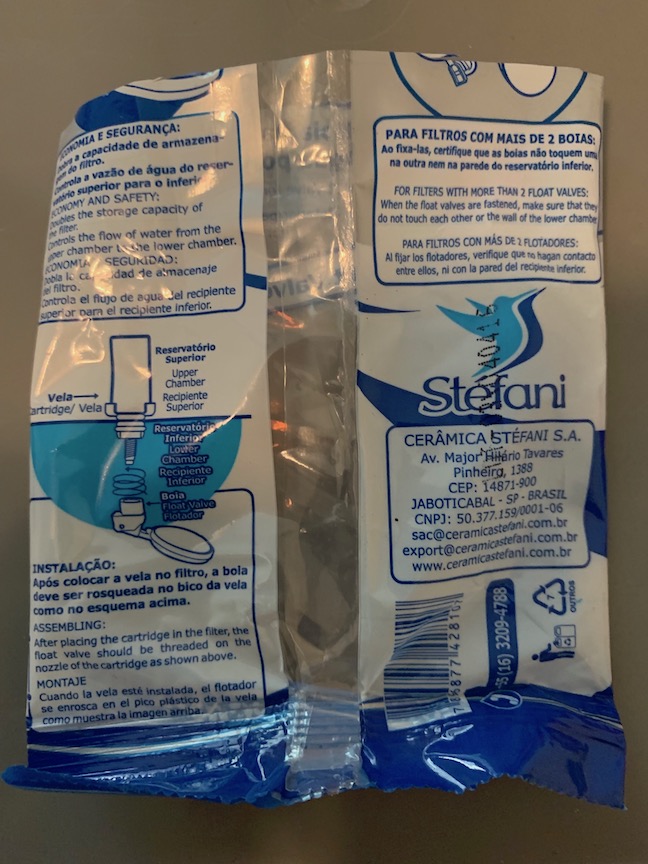 ECONOMIA E SEGURANÇA:
a capacidade de armazena-
do filtro.
Controla a vazão de água do reser-
vatório superior para o inferior.
ECONOMY AND SAFETY:
Doubles the storage capacity of
the filter.
Controls the flow of water from the
upper chamber to the lower chamber.
ECONOMIA Y SEGURIDAD:
Dobla la capacidad de almacenaje
del filtro.
Controla el flujo de agua del recipiente
superior para el recipiente inferior.
Reservatório
Superior
Upper
Chamber
Recipiente
Superior
Vela
Cartridge/ Vela
Reservatório
Inferior
Lower
Chamber
Recipiente
Inferior
Boia
Float Valve
Flotador
INSTALAÇÃO:
Após colocar a vela no filtro, a boia
deve ser rosqueada no bico da vela
como no esquema acima.
ASSEMBLING:
After placing the cartridge in the filter, the
float valve should be threaded on the
nozzle of the cartridge as shown above.
MONTAJE
Cuando la vela esté instalada, el flotador
se enrosca en el pico plástico de la vela
como muestra la imagen arriba.
PARA FILTROS COM MAIS DE 2 BOIAS:
Ao fixa-las, certifique que as boias não toquem uma
na outra nem na parede do reservatório inferior.
FOR FILTERS WITH MORE THAN 2 FLOAT VALVES:
When the float valves are fastened, make sure that they
do not touch each other or the wall of the lower chamber
PARA FILTROS CON MÁS DE 2 FLOTADORES:
Al fijar los flotadores, verifique que no hagan contacto
entre ellos, ni con la pared del recipiente inferior.
Stéfani
CERÂMICA STÉFANI S.A.
Av. Major Hilário Tavares
Pinheiro, 1388
CEP: 14871-900
JABOTICABAL - SP - BRASIL
CNPJ: 50.377.159/0001-06
sac@ceramicastefani.com.br
export@ceramicastefani.com.br
www.ceramicastefani.com.br
(16) 3209-4788
7
OUTROS